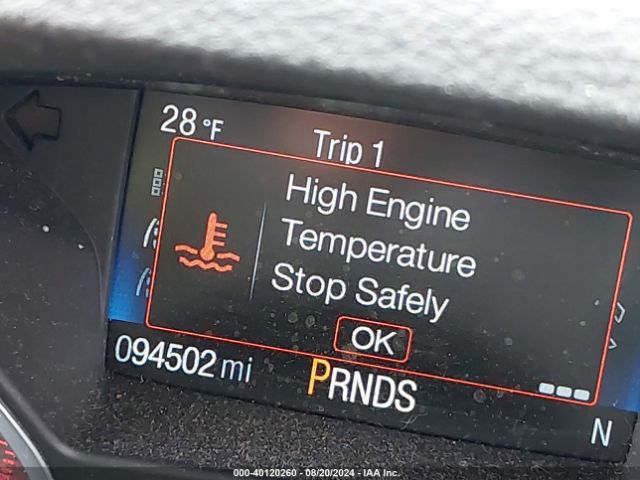 28 °F
Trip 1
High Engine
Temperature
Stop Safely
OK
094502 mi
PRNDS
N
000-40120260 - 08/20/2024 - IAA Inc.